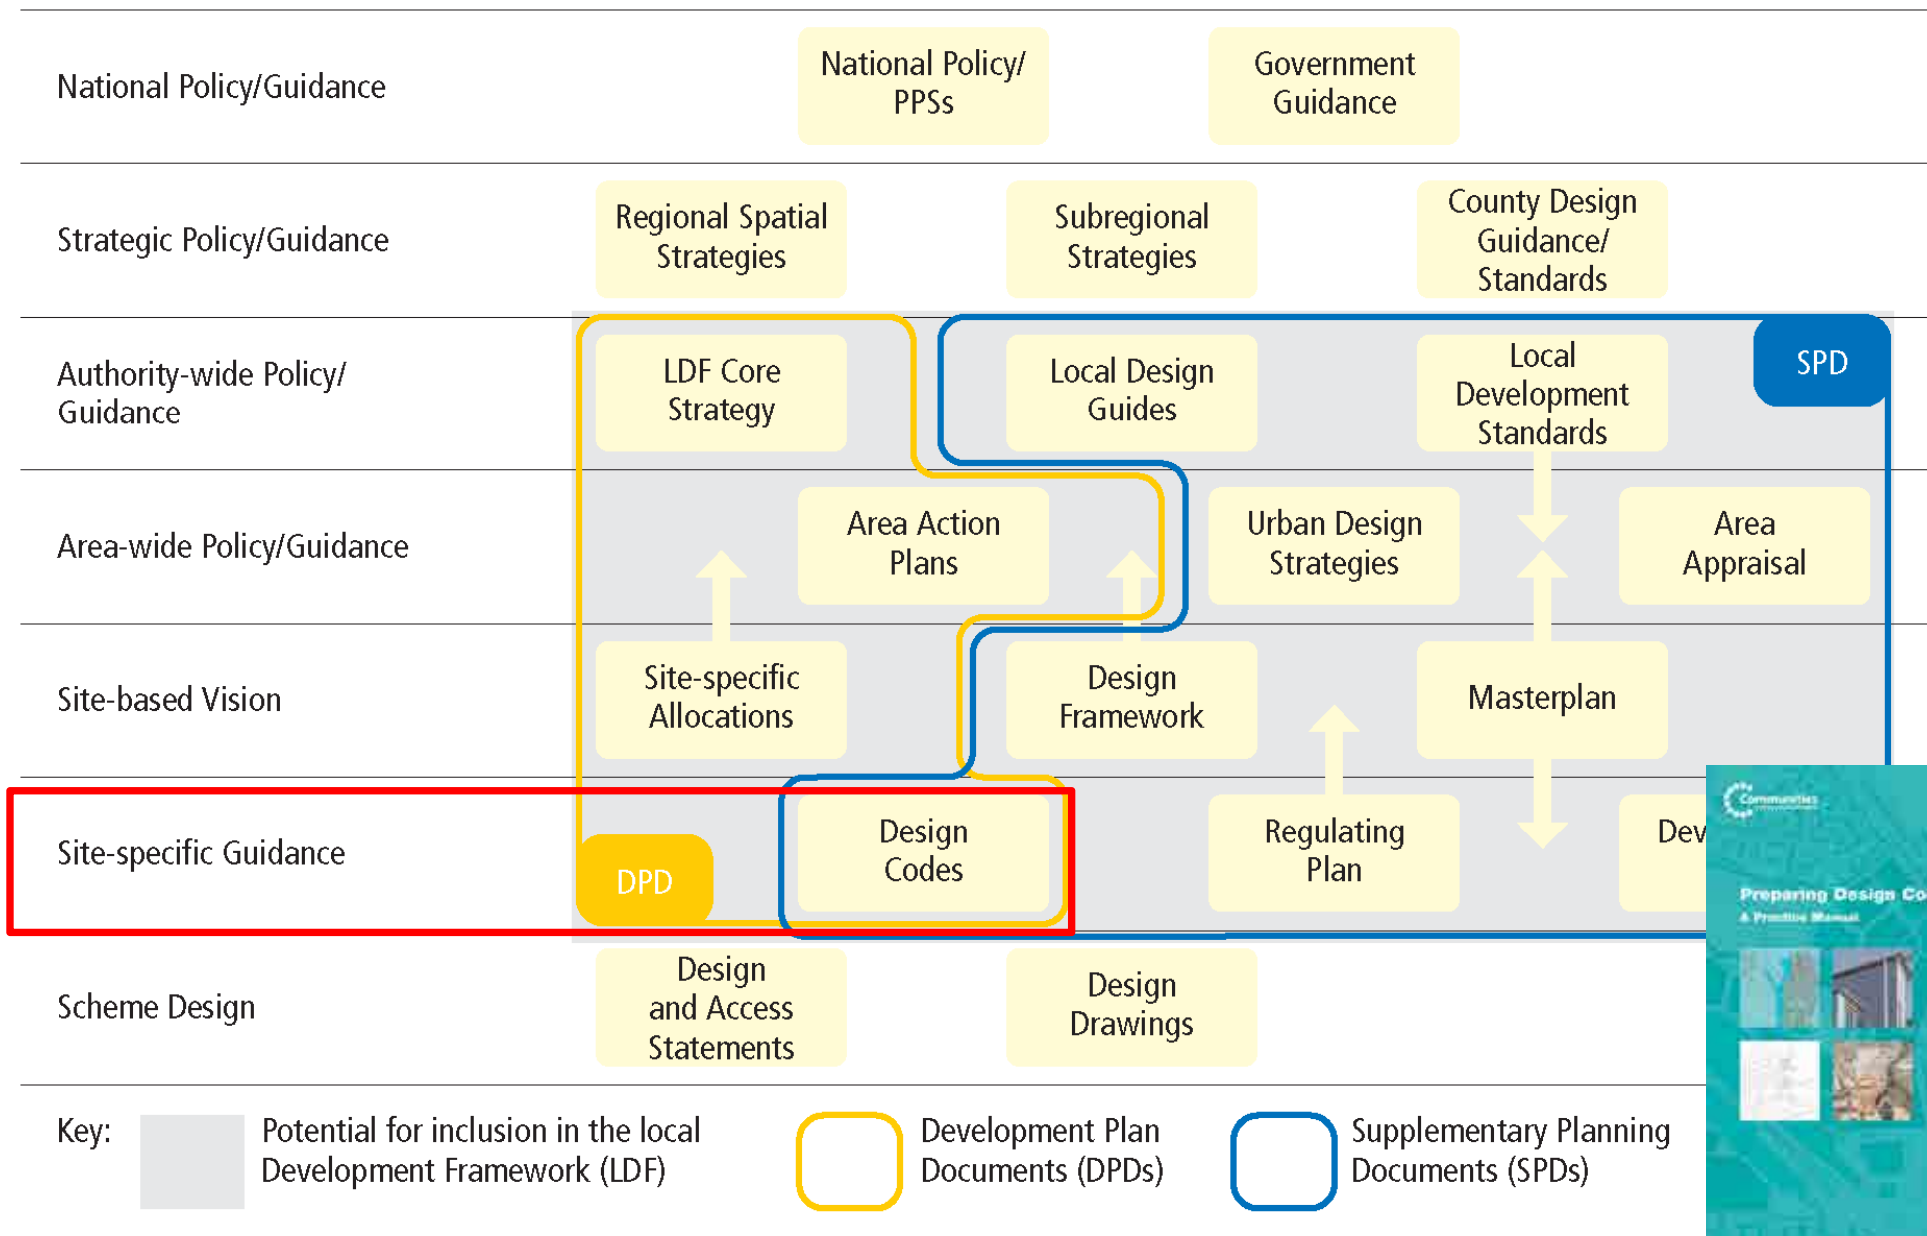 National Policy/Guidance
National Policy/
PPSs
Government
Guidance
Strategic Policy/Guidance
Regional Spatial
Strategies
Subregional
Strategies
County Design
Guidance/
Standards
Authority-wide Policy/
Guidance
LDF Core
Strategy
Local Design
Guides
Local
Development
Standards
SPD
Area-wide Policy/Guidance
Area Action
Plans
Urban Design
Strategies
Area
Appraisal
Site-based Vision
Site-specific
Allocations
Design
Framework
Masterplan
Site-specific Guidance
DPD
Design
Codes
Regulating
Plan
Dev
Communities
Preparing Design Co
A Practice Manual
Scheme Design
Design
and Access
Statements
Design
Drawings
Key:
Potential for inclusion in the local
Development Framework (LDF)
Development Plan
Documents (DPDs)
Supplementary Planning
Documents (SPDs)